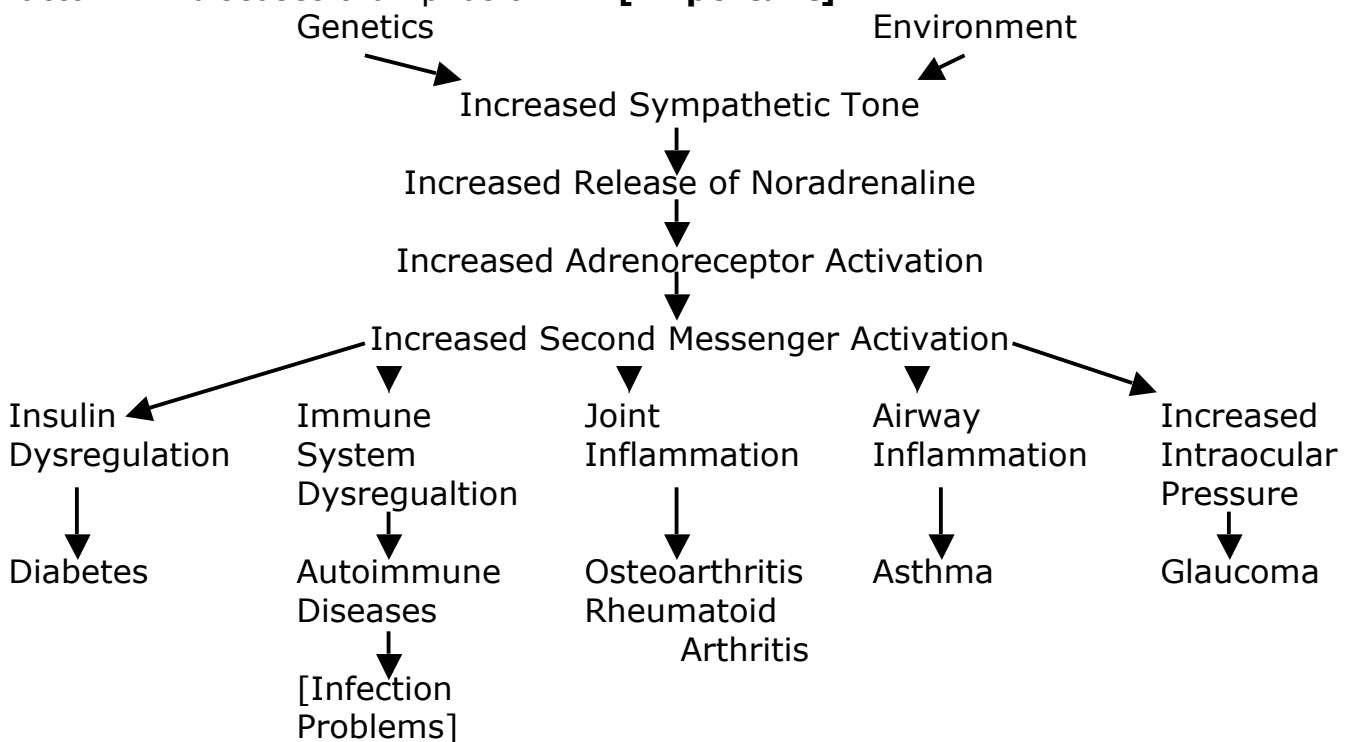 Genetics Environment
Increased Sympathetic Tone
Increased Release of Noradrenaline
Increased Adrenoreceptor Activation
Increased Second Messenger Activation
Insulin Immune Joint Airway Increased
Dysregulation System Inflammation Inflammation Intraocular
Dysregualtion Pressure
Diabetes Autoimmune Osteoarthritis Asthma Glaucoma
Diseases Rheumatoid
Arthritis
[Infection
Problems]